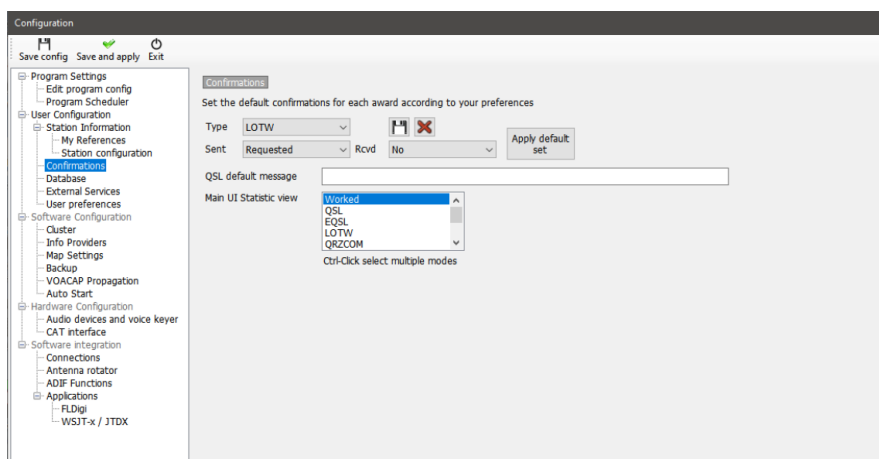 Configuration
Save config Save and apply Exit
Program Settings
Edit program config
Program Scheduler
User Configuration
Station Information
My References
Station configuration
Confirmations
Database
External Services
User preferences
Software Configuration
Cluster
Info Providers
Map Settings
Backup
VOACAP Propagation
Auto Start
Hardware Configuration
Audio devices and voice keyer
CAT interface
Software integration
Connections
Antenna rotator
ADIF Functions
Applications
FLDigi
WSJT-x / JTDX
Confirmations
Set the default confirmations for each award according to your preferences
Type LOTW
Sent Requested Rcvd No
Apply default
set
QSL default message
Main UI Statistic view
Worked
QSL
EQSL
LOTW
QRZCOM
Ctrl-Click select multiple modes